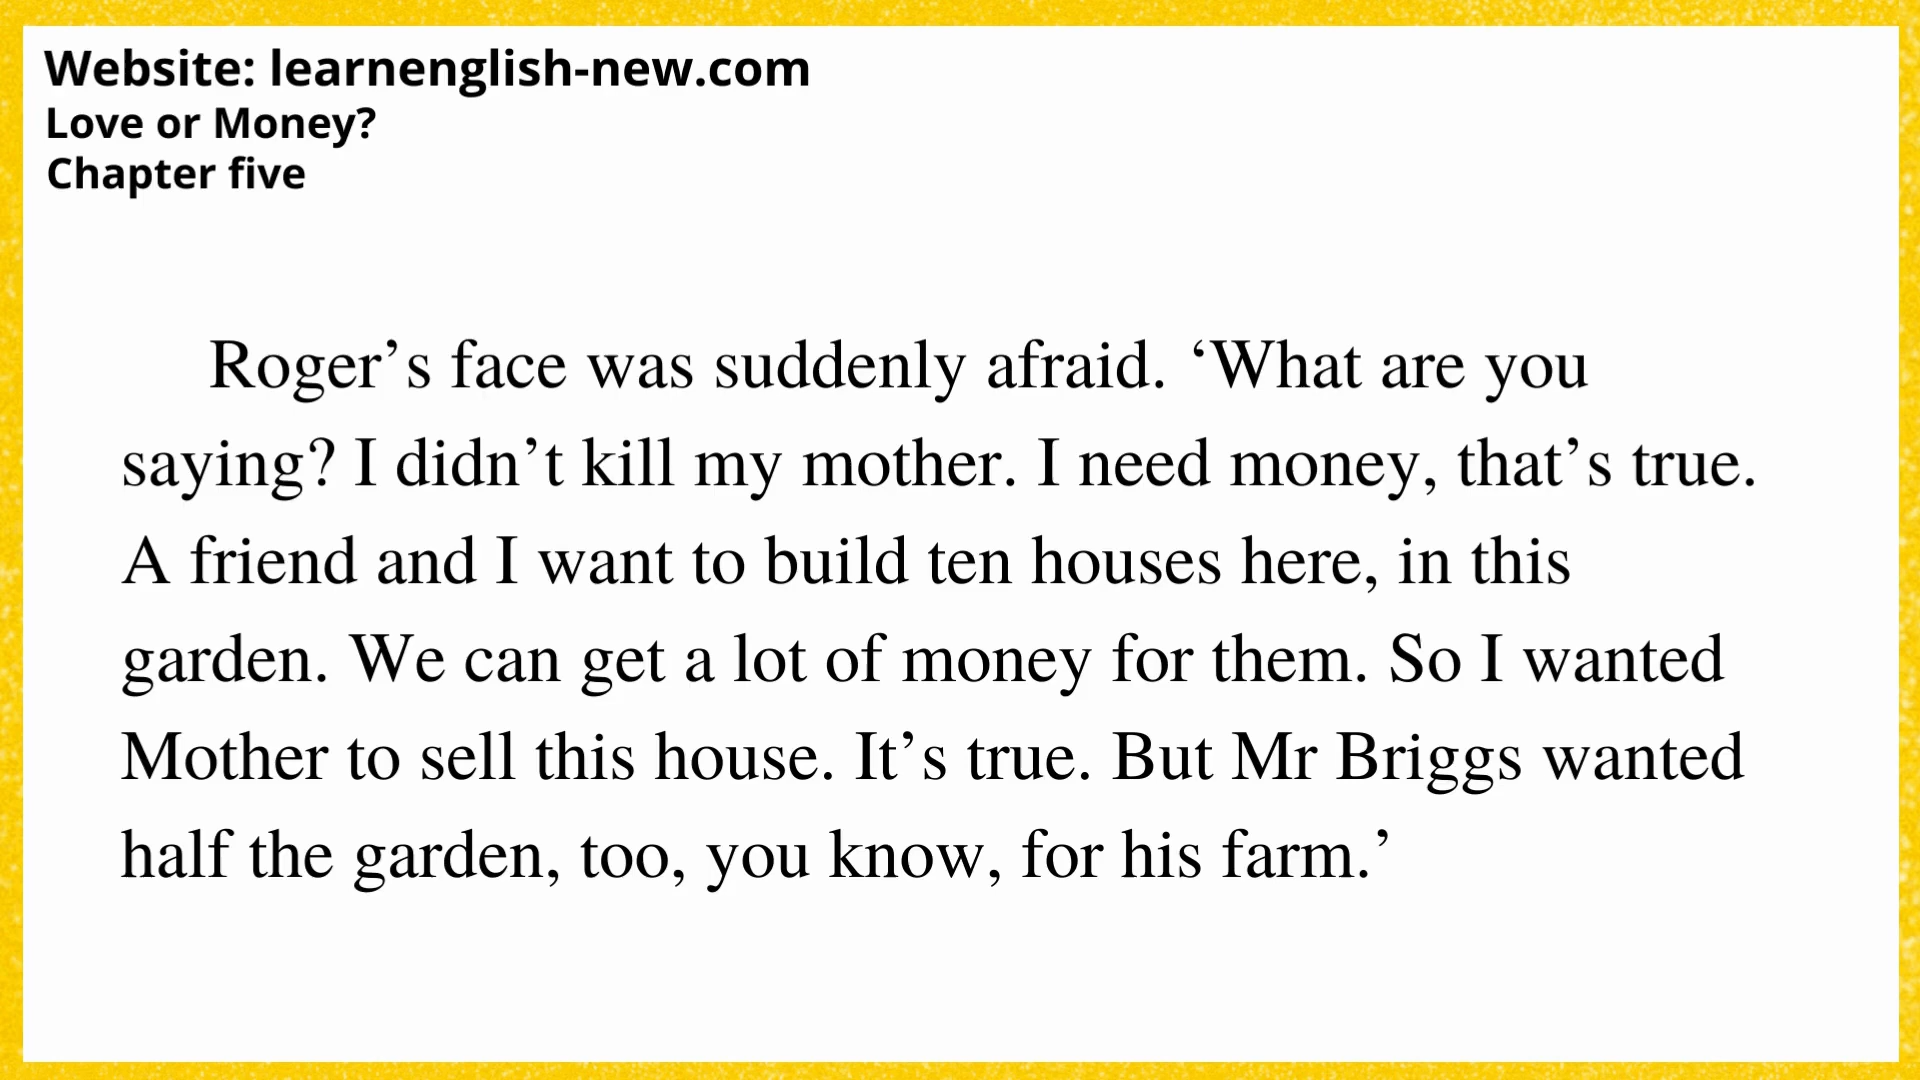 Website: learnenglish-new.com
Love or Money?
Chapter five
Roger’s face was suddenly afraid. ‘What are you
saying? I didn’t kill my mother. I need money, that’s true.
A friend and I want to build ten houses here, in this
garden. We can get a lot of money for them. So I wanted
Mother to sell this house. It’s true. But Mr Briggs wanted
half the garden, too, you know, for his farm.’